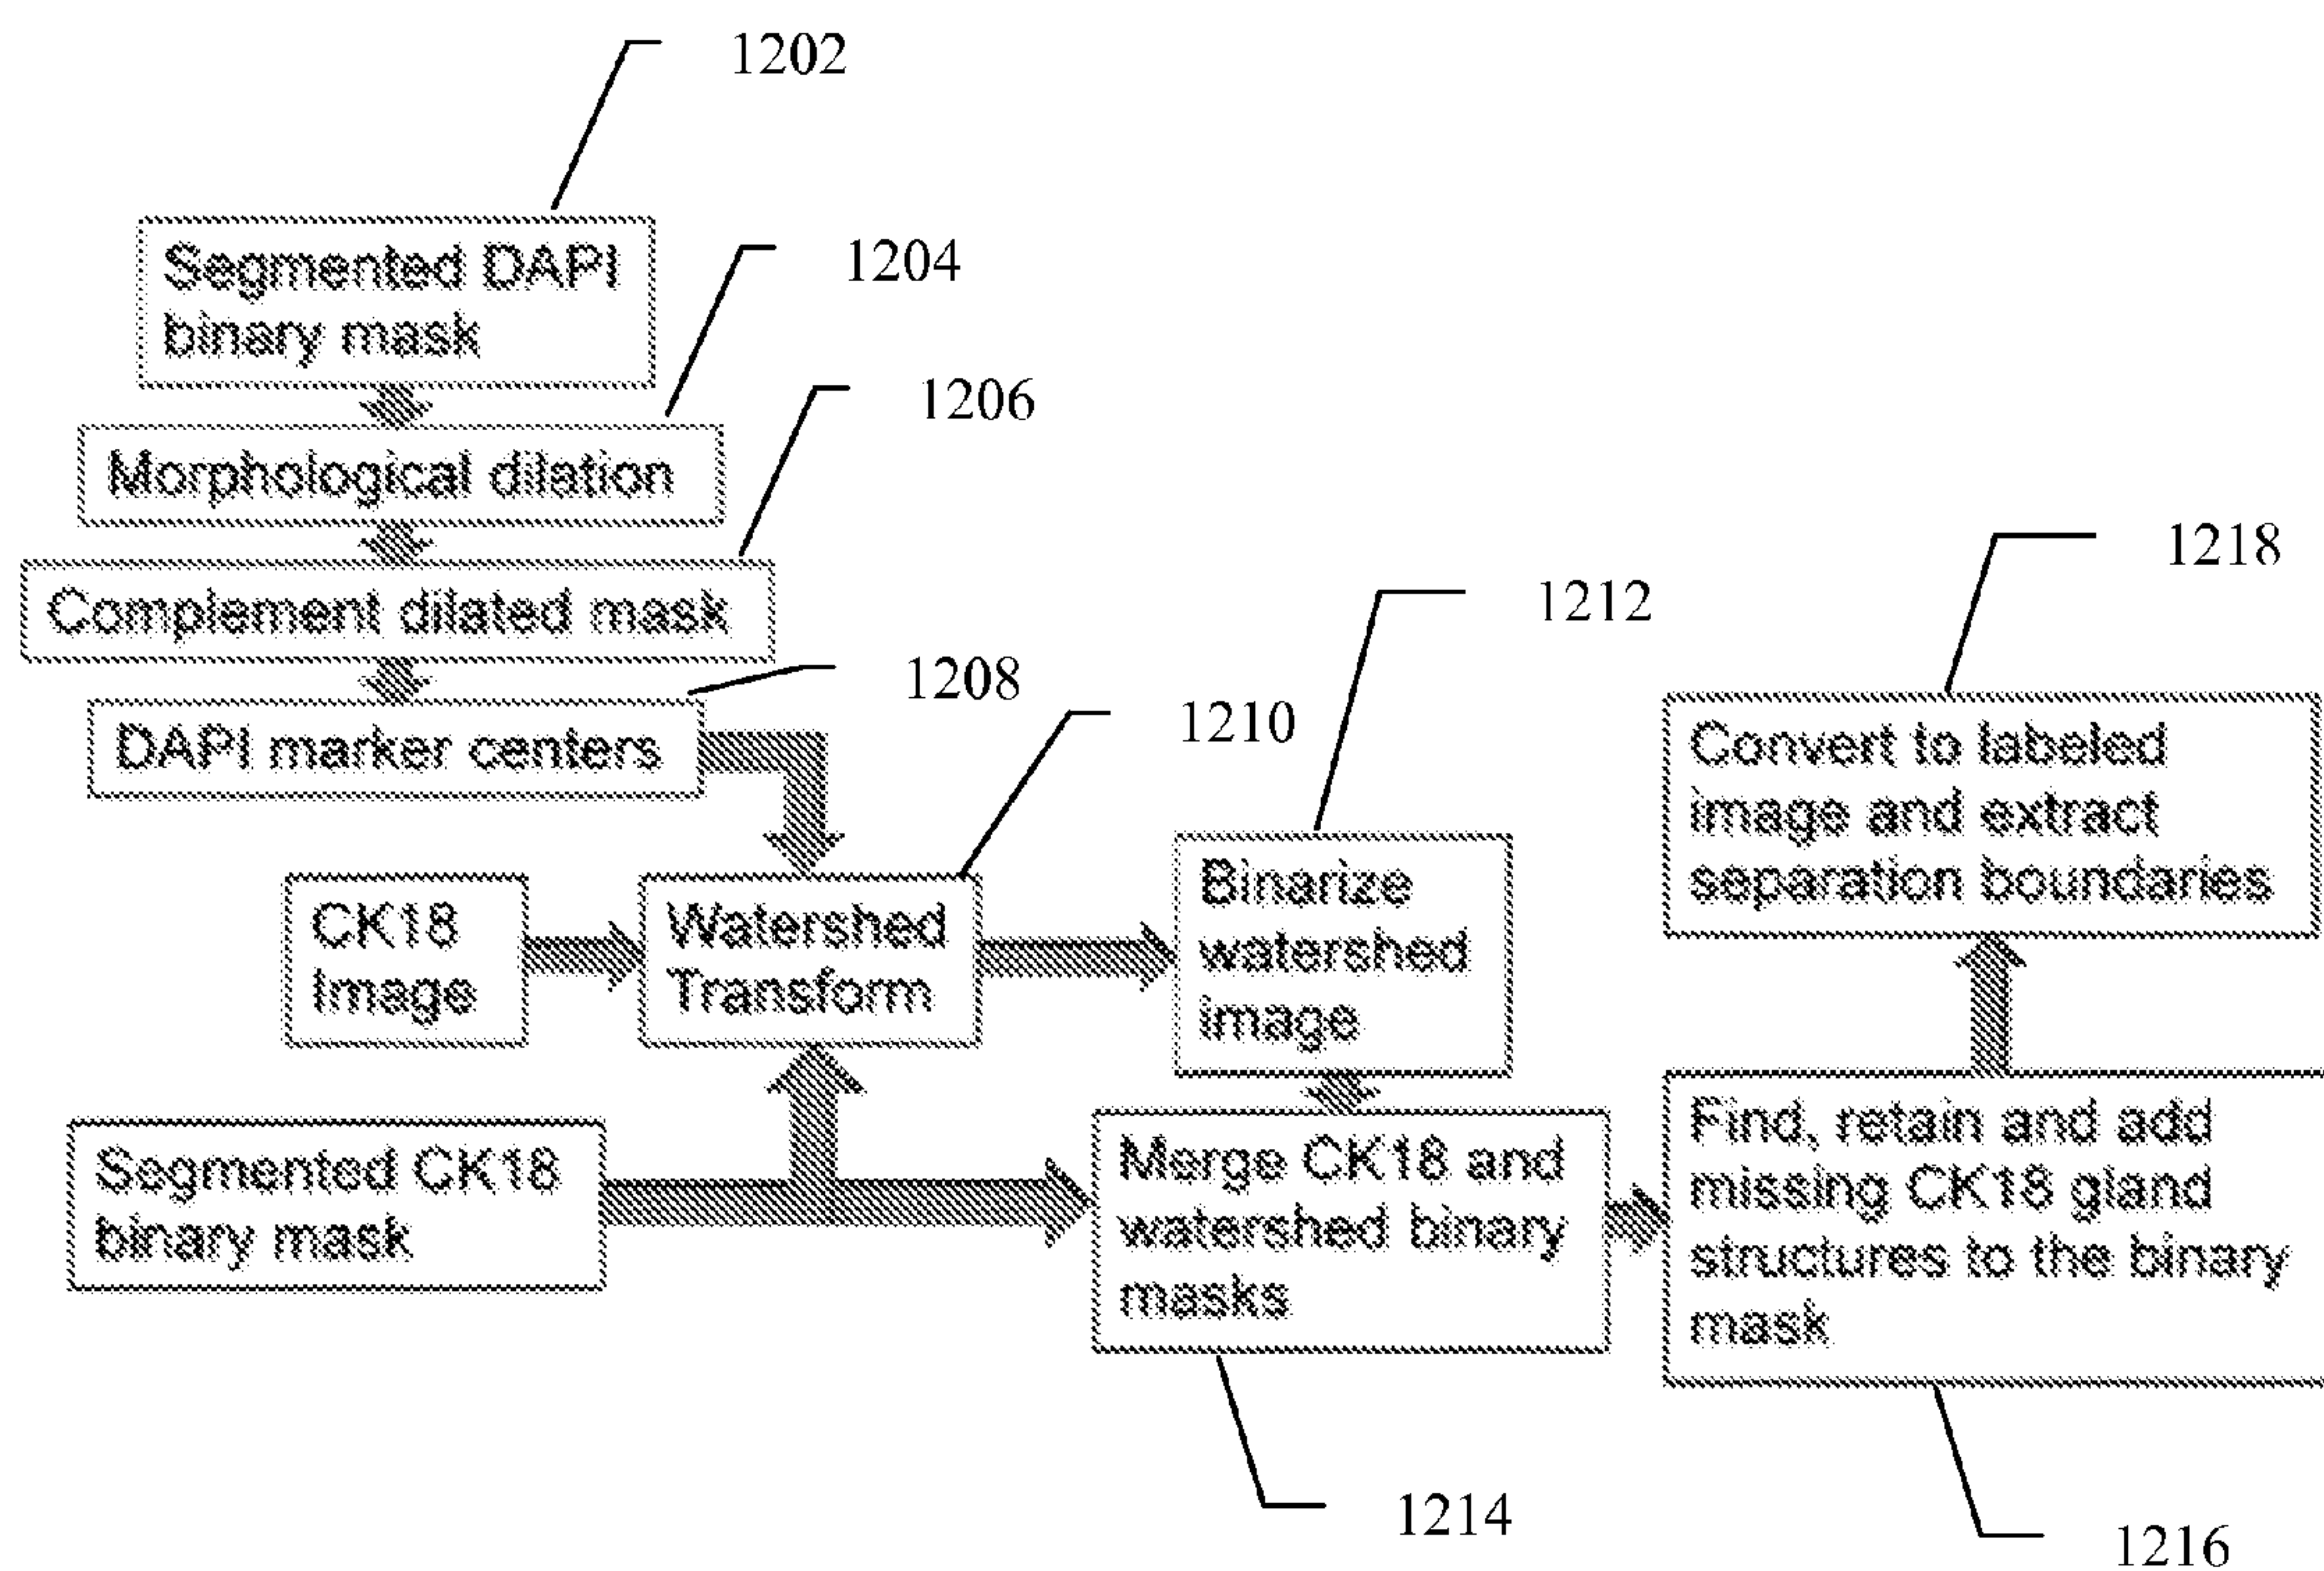 1202
Segmented DAPI
binary mask
1204
Morphological dilation
1206
Complement dilated mask
1208
DAPI marker centers
1210
CK18
Image
Watershed
Transform
1212
Binarize
watershed
image
Segmented CK18
binary mask
Merge CK18 and
watershed binary
masks
1214
1218
Convert to labeled
image and extract
separation boundaries
Find, retain and add
missing CK18 gland
structures to the binary
mask
1216